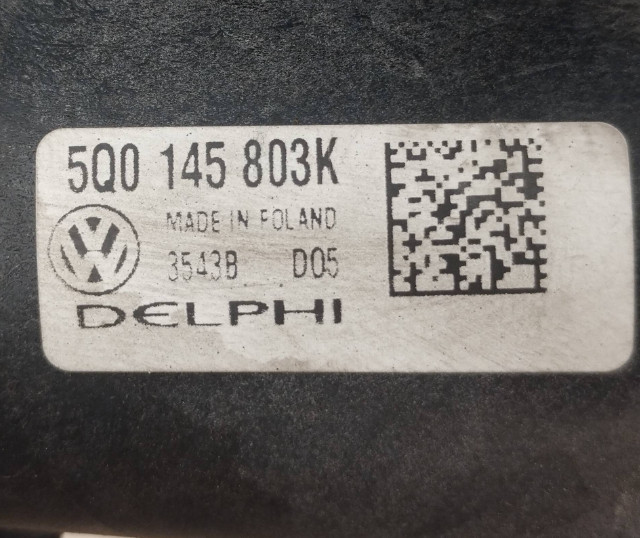 5Q0 145 803K
MADE IN POLAND
3543B D05
DELPHI